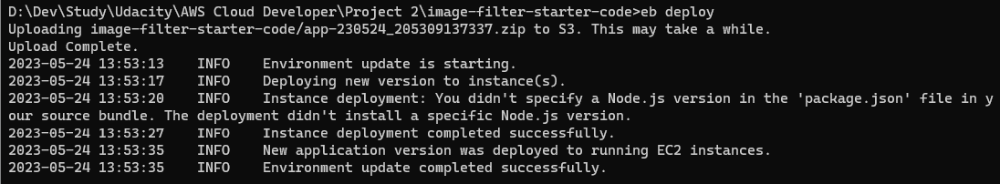 D:\Dev\Study\Udacity\AWS Cloud Developer\Project 2\image-filter-starter-code>eb deploy
Uploading image-filter-starter-code/app-230524_205309137337.zip to S3. This may take a while.
Upload Complete.
2023-05-24 13:53:13    INFO    Environment update is starting.
2023-05-24 13:53:17    INFO    Deploying new version to instance(s).
2023-05-24 13:53:20    INFO    Instance deployment: You didn't specify a Node.js version in the 'package.json' file in y
our source bundle. The deployment didn't install a specific Node.js version.
2023-05-24 13:53:27    INFO    Instance deployment completed successfully.
2023-05-24 13:53:35    INFO    New application version was deployed to running EC2 instances.
2023-05-24 13:53:35    INFO    Environment update completed successfully.